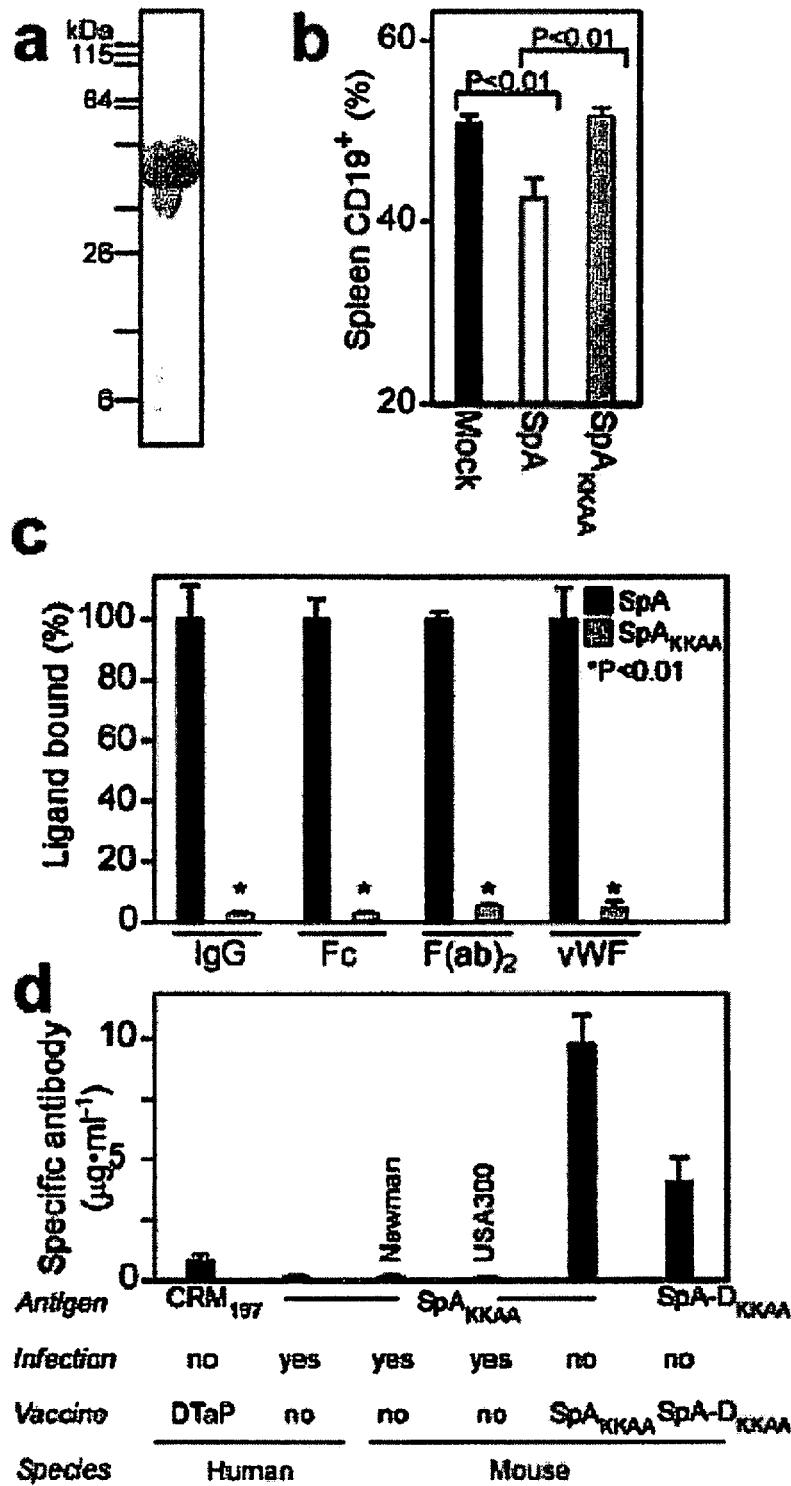 a
kDa
115
64
26
6
b
Spleen CD19+ (%)
60
40
20
P<0.01
P<0.01
Mock
SpA
SpAKKAA
c
Ligand bound (%)
100
80
60
40
20
0
SpA
SpAKKAA
*P<0.01
* * * *
IgG Fc F(ab)2 vWF
d
Specific antibody
(µg•ml-1)
10
5
0
Newman
USA300
Antigen CRM197 SpAKKAA SpA-DKKAA
Infection no yes yes yes no no
Vaccine DTaP no no no SpAKKAA SpA-DKKAA
Species Human Mouse